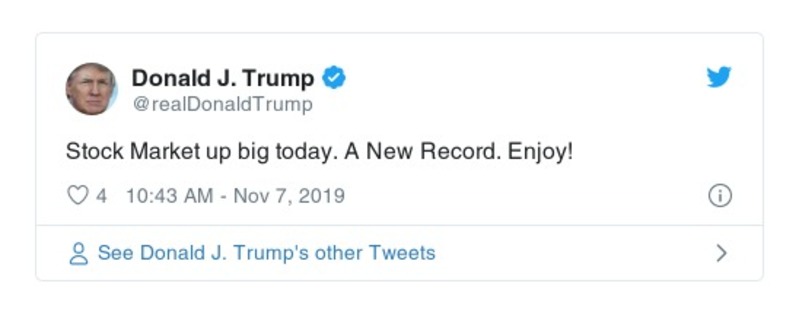 Donald J. Trump
@realDonaldTrump
Stock Market up big today. A New Record. Enjoy!
4 10:43 AM - Nov 7, 2019
See Donald J. Trump's other Tweets